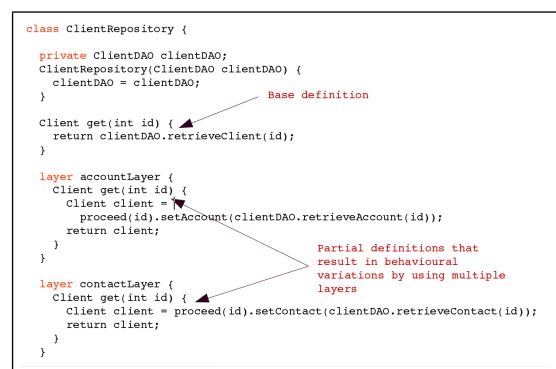 class ClientRepository {
private ClientDAO clientDAO;
ClientRepository(ClientDAO clientDAO) {
clientDAO = clientDAO;
}
Base definition
Client get(int id) {
return clientDAO.retrieveClient(id);
}
layer accountLayer {
Client get(int id) {
Client client =
proceed(id).setAccount(clientDAO.retrieveAccount(id));
return client;
}
}
Partial definitions that
result in behavioural
variations by using multiple
layers
layer contactLayer {
Client get(int id) {
Client client = proceed(id).setContact(clientDAO.retrieveContact(id));
return client;
}
}